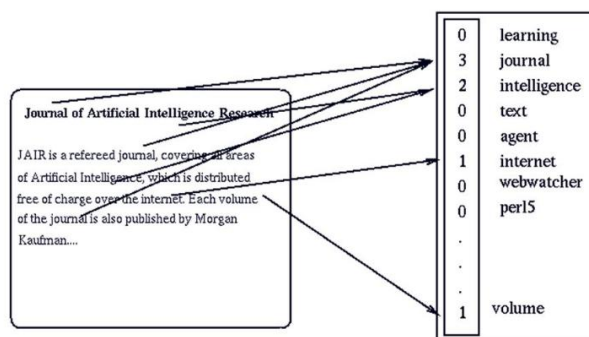 Journal of Artificial Intelligence Research
JAIR is a refereed journal, covering all areas
of Artificial Intelligence, which is distributed
free of charge over the internet. Each volume
of the journal is also published by Morgan
Kaufman....
0 learning
3 journal
2 intelligence
0 text
0 agent
1 internet
0 webwatcher
0 perl5
.
.
.
1 volume